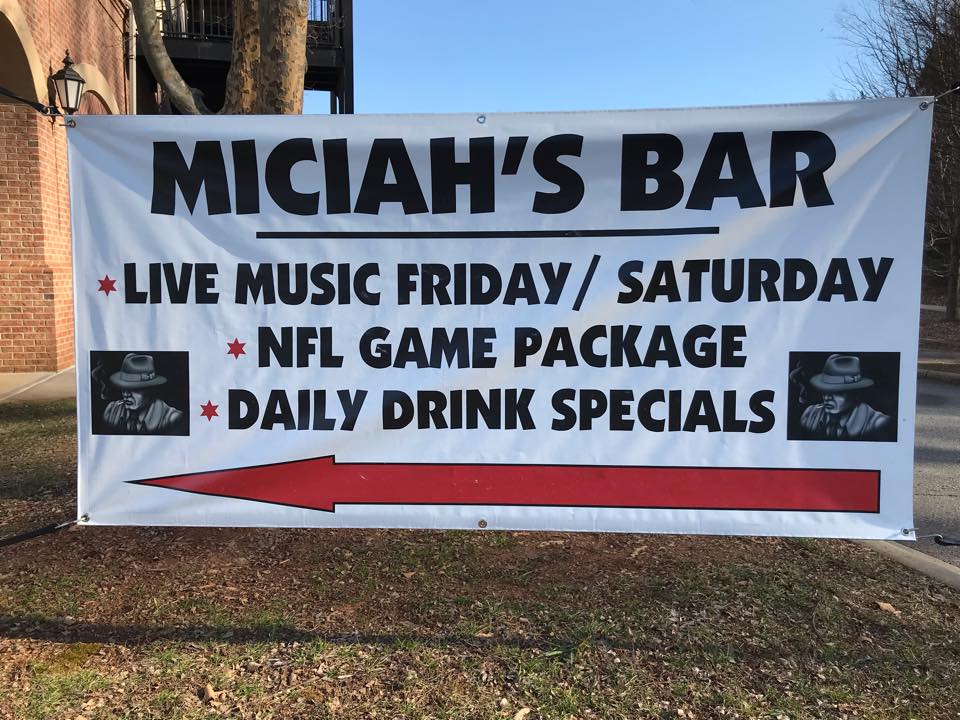 MICIAH'S BAR
LIVE MUSIC FRIDAY/ SATURDAY
NFL GAME PACKAGE
DAILY DRINK SPECIALS